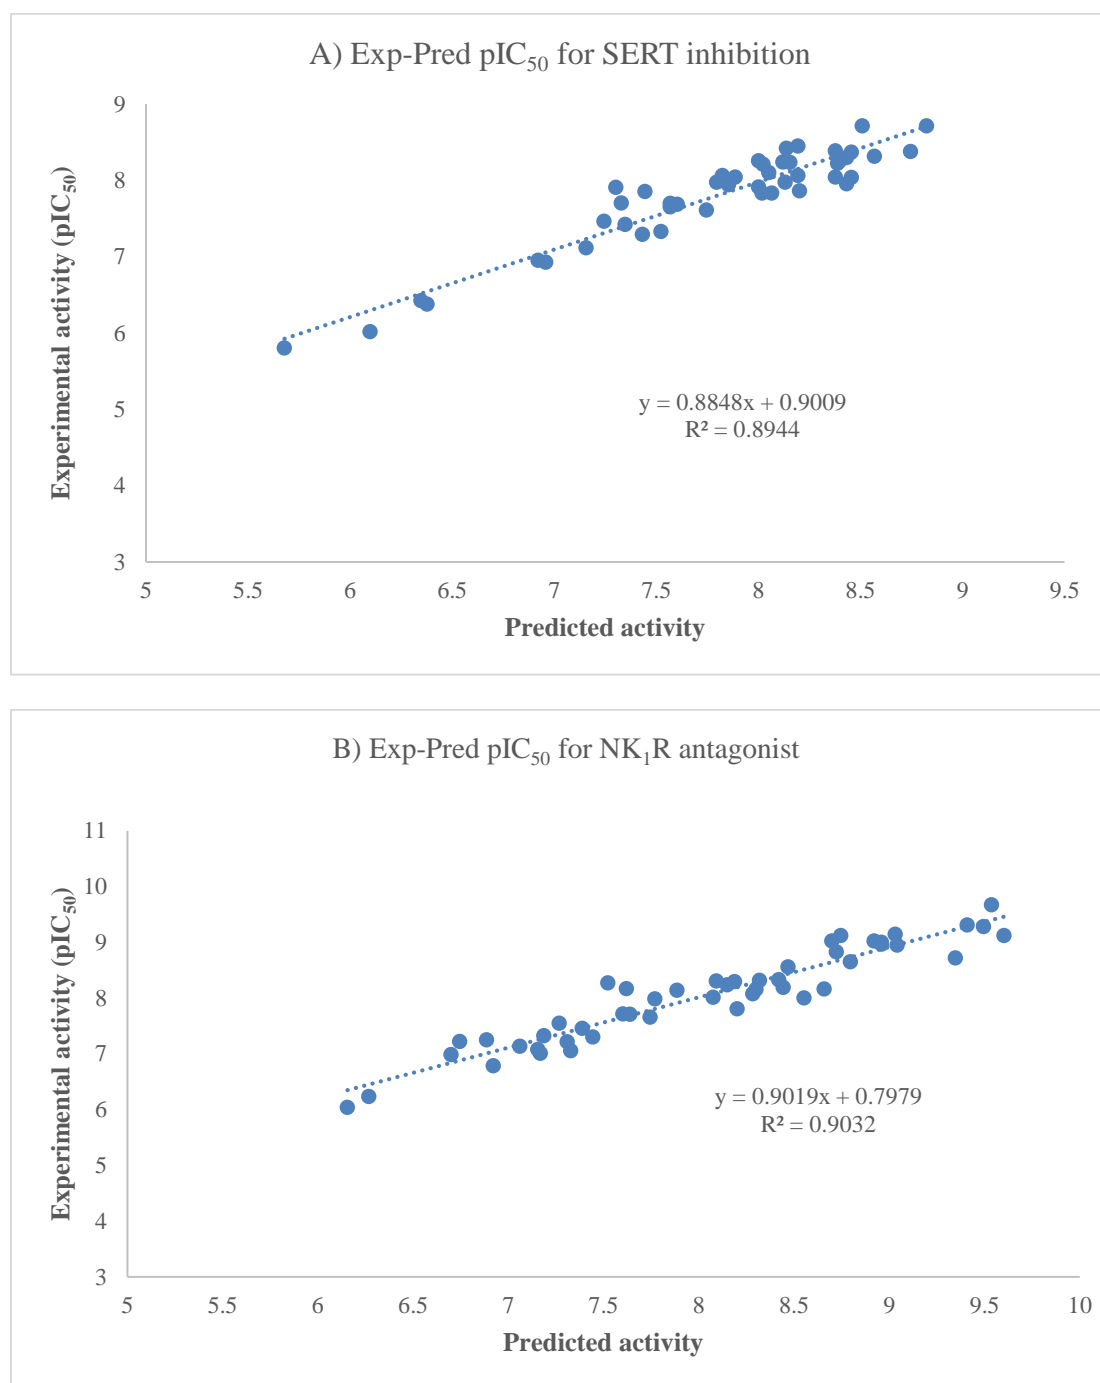 A) Exp-Pred pIC50 for SERT inhibition
9
8
7
6
5
4
3
Experimental activity (pIC50)
y = 0.8848x + 0.9009
R² = 0.8944
5 5.5 6 6.5 7 7.5 8 8.5 9 9.5
Predicted activity
B) Exp-Pred pIC50 for NK1R antagonist
11
10
9
8
7
6
5
4
3
Experimental activity (pIC50)
y = 0.9019x + 0.7979
R² = 0.9032
5 5.5 6 6.5 7 7.5 8 8.5 9 9.5 10
Predicted activity